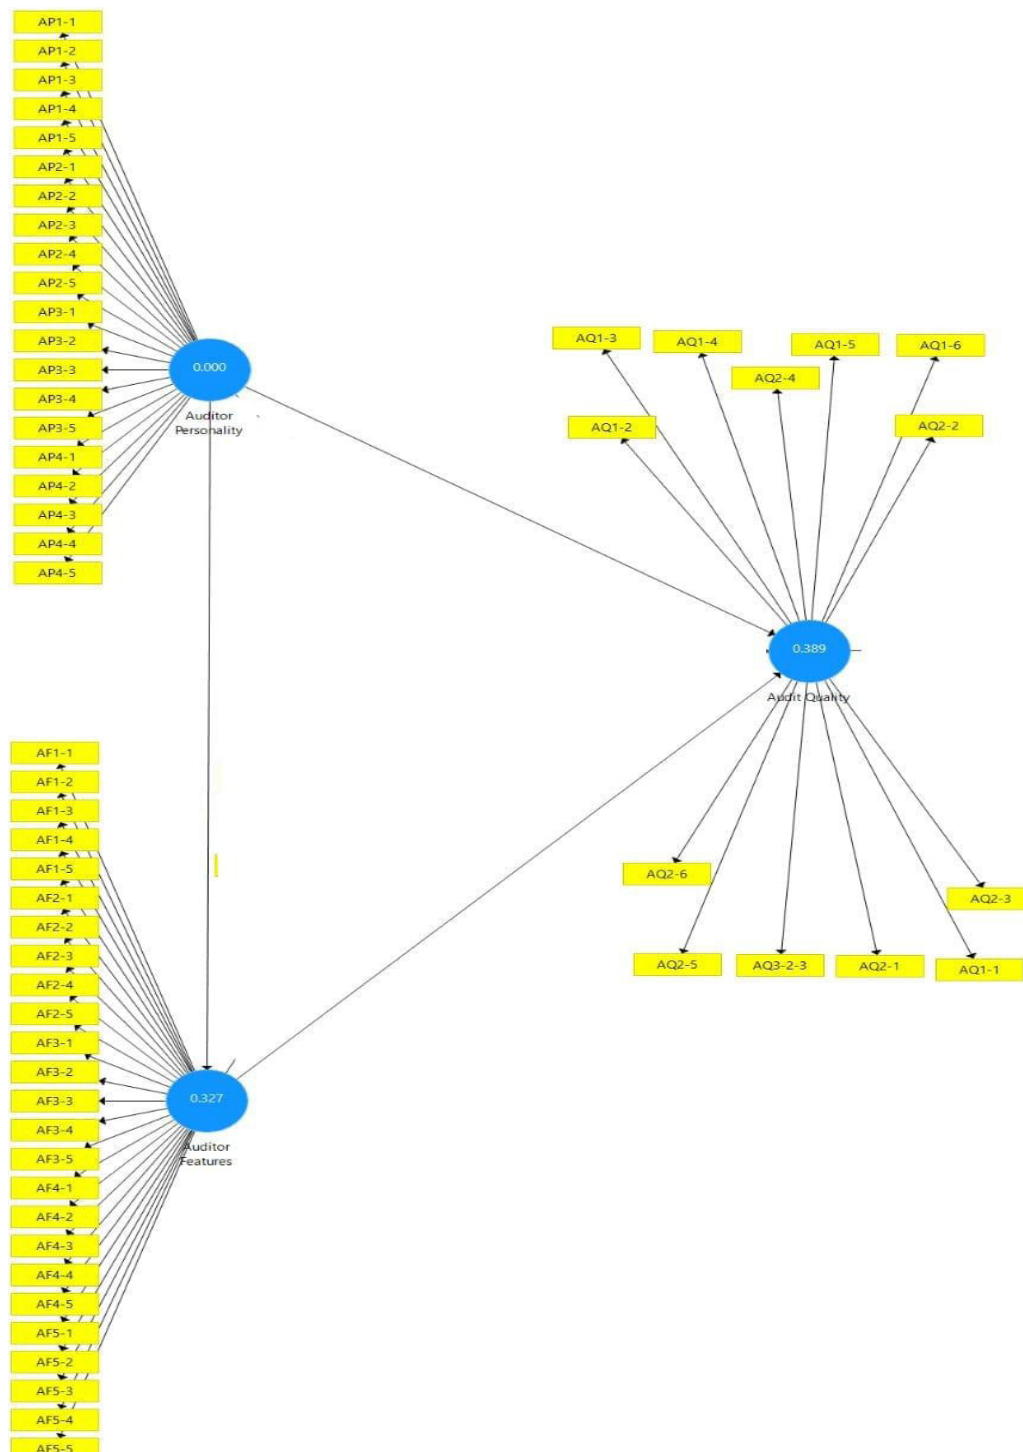 AP1-1
AP1-2
AP1-3
AP1-4
AP1-5
AP2-1
AP2-2
AP2-3
AP2-4
AP2-5
AP3-1
AP3-2
AP3-3
AP3-4
AP3-5
AP4-1
AP4-2
AP4-3
AP4-4
AP4-5
0.000
Auditor
Personality
AQ1-3
AQ1-4
AQ1-5
AQ1-6
AQ2-4
AQ1-2
AQ2-2
0.389
Audit Quality
AQ2-6
AQ2-3
AQ2-5
AQ3-2-3
AQ2-1
AQ1-1
AF1-1
AF1-2
AF1-3
AF1-4
AF1-5
AF2-1
AF2-2
AF2-3
AF2-4
AF2-5
AF3-1
AF3-2
AF3-3
AF3-4
AF3-5
AF4-1
AF4-2
AF4-3
AF4-4
AF4-5
AF5-1
AF5-2
AF5-3
AF5-4
AF5-5
0.327
Auditor
Features